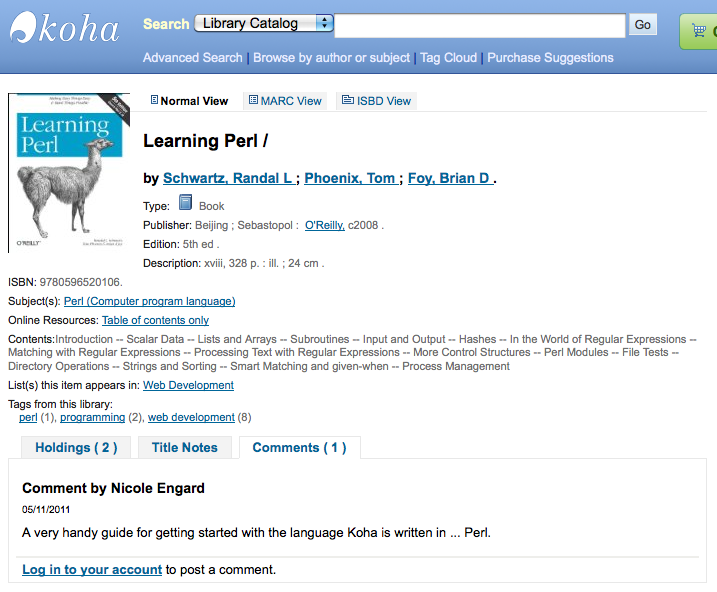 koha
Search Library Catalog Go
Advanced Search | Browse by author or subject | Tag Cloud | Purchase Suggestions
Normal View MARC View ISBD View
Learning
Perl
O'REILLY
Learning Perl /
by Schwartz, Randal L ; Phoenix, Tom ; Foy, Brian D .
Type: Book
Publisher: Beijing ; Sebastopol : O'Reilly, c2008 .
Edition: 5th ed .
Description: xviii, 328 p. : ill. ; 24 cm .
ISBN: 9780596520106.
Subject(s): Perl (Computer program language)
Online Resources: Table of contents only
Contents:Introduction -- Scalar Data -- Lists and Arrays -- Subroutines -- Input and Output -- Hashes -- In the World of Regular Expressions --
Matching with Regular Expressions -- Processing Text with Regular Expressions -- More Control Structures -- Perl Modules -- File Tests --
Directory Operations -- Strings and Sorting -- Smart Matching and given-when -- Process Management
List(s) this item appears in: Web Development
Tags from this library:
perl (1), programming (2), web development (8)
Holdings ( 2 ) Title Notes Comments ( 1 )
Comment by Nicole Engard
05/11/2011
A very handy guide for getting started with the language Koha is written in ... Perl.
Log in to your account to post a comment.